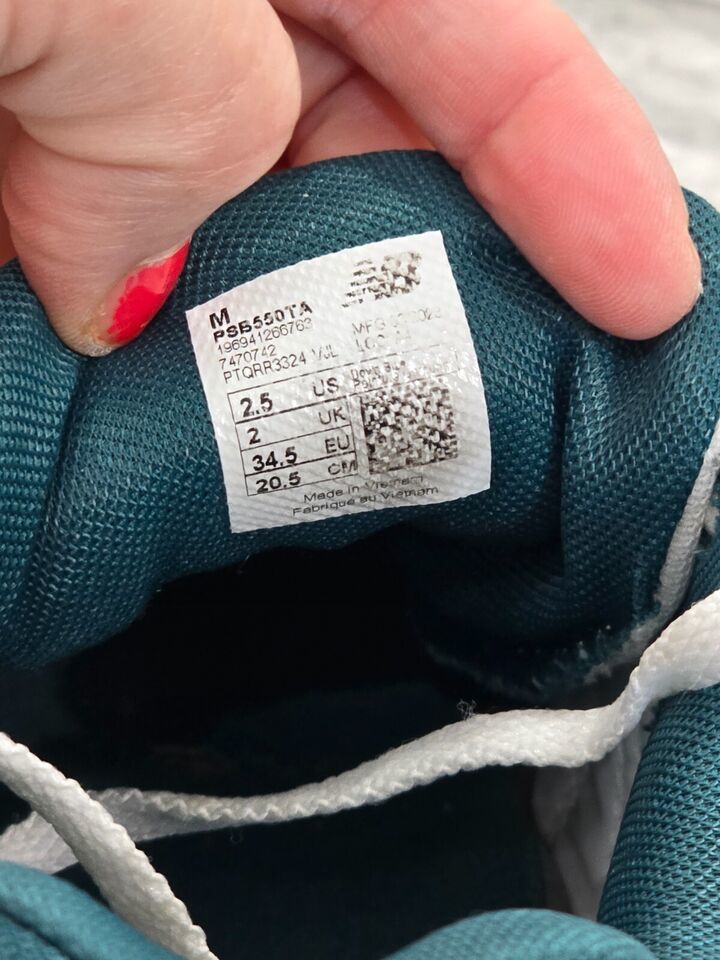 M
PSB550TA
196941266763
7470742
PTQRR3324
MFG
2.5 US
2 UK
34.5 EU
20.5 CM
Made in Vietnam
Fabriqué au Vietnam